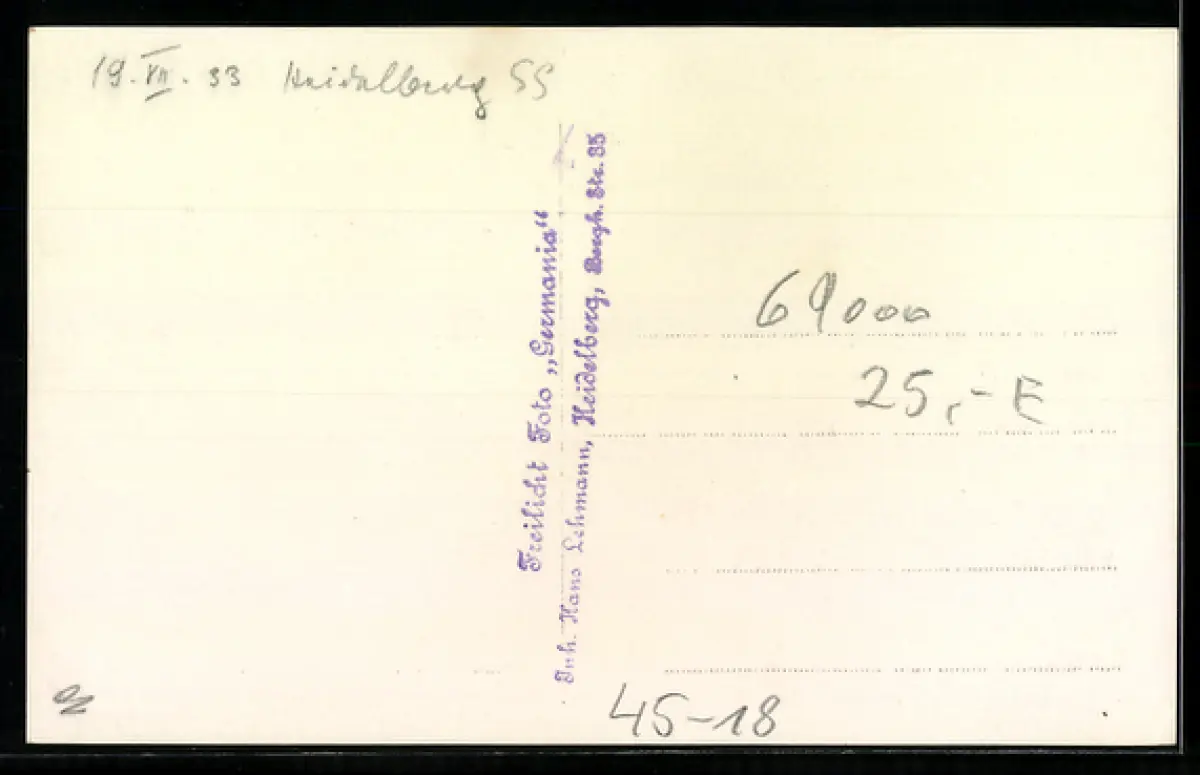 19. VII. 33 Heidelberg SS
Freilicht Foto „Germania“
Inh. Hans Lehmann, Heidelberg, Bergh. Str. 35
69000
25,- E
45-18